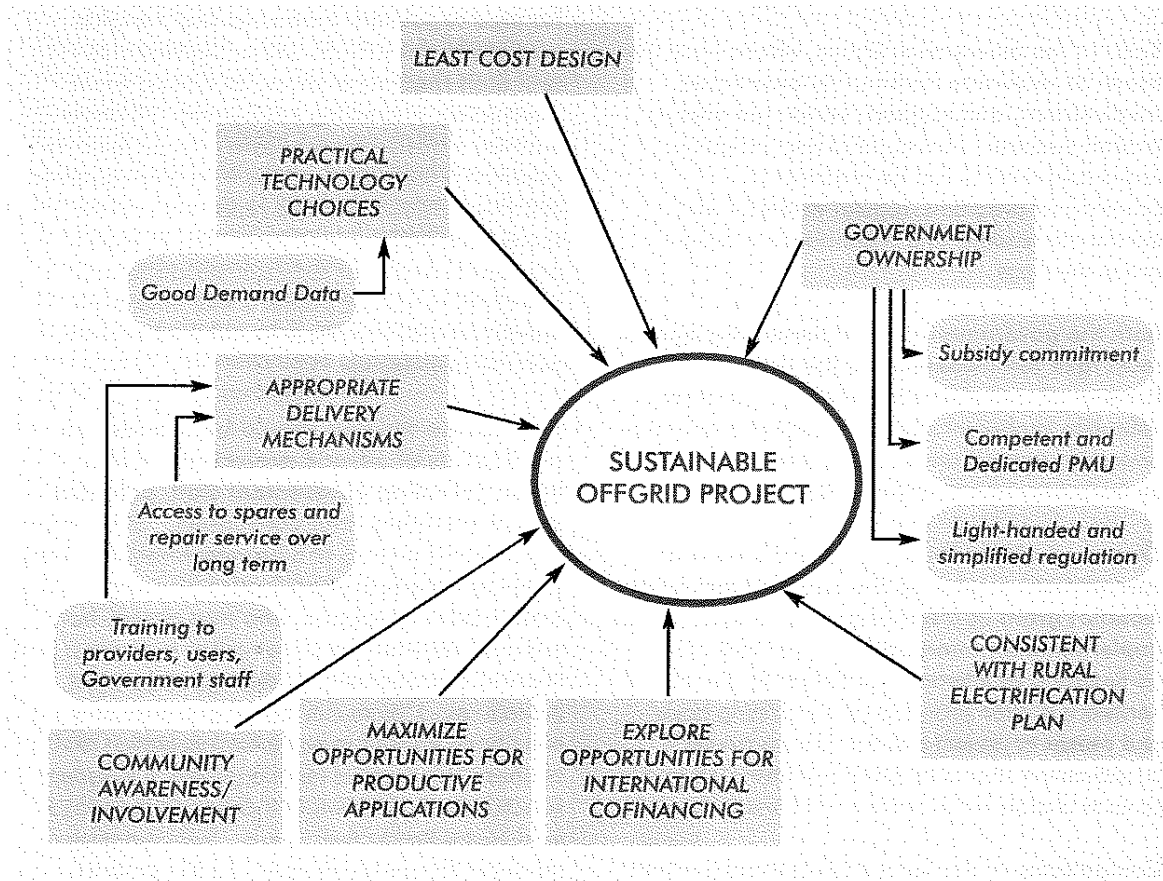 LEAST COST DESIGN
PRACTICAL
TECHNOLOGY
CHOICES
GOVERNMENT
OWNERSHIP
Good Demand Data
Subsidy commitment
APPROPRIATE
DELIVERY
MECHANISMS
Competent and
Dedicated PMU
SUSTAINABLE
OFFGRID PROJECT
Access to spares and
repair service over
long term
Light-handed and
simplified regulation
Training to
providers, users,
Government staff
CONSISTENT
WITH RURAL
ELECTRIFICATION
PLAN
COMMUNITY
AWARENESS/
INVOLVEMENT
MAXIMIZE
OPPORTUNITIES FOR
PRODUCTIVE
APPLICATIONS
EXPLORE
OPPORTUNITIES FOR
INTERNATIONAL
COFINANCING